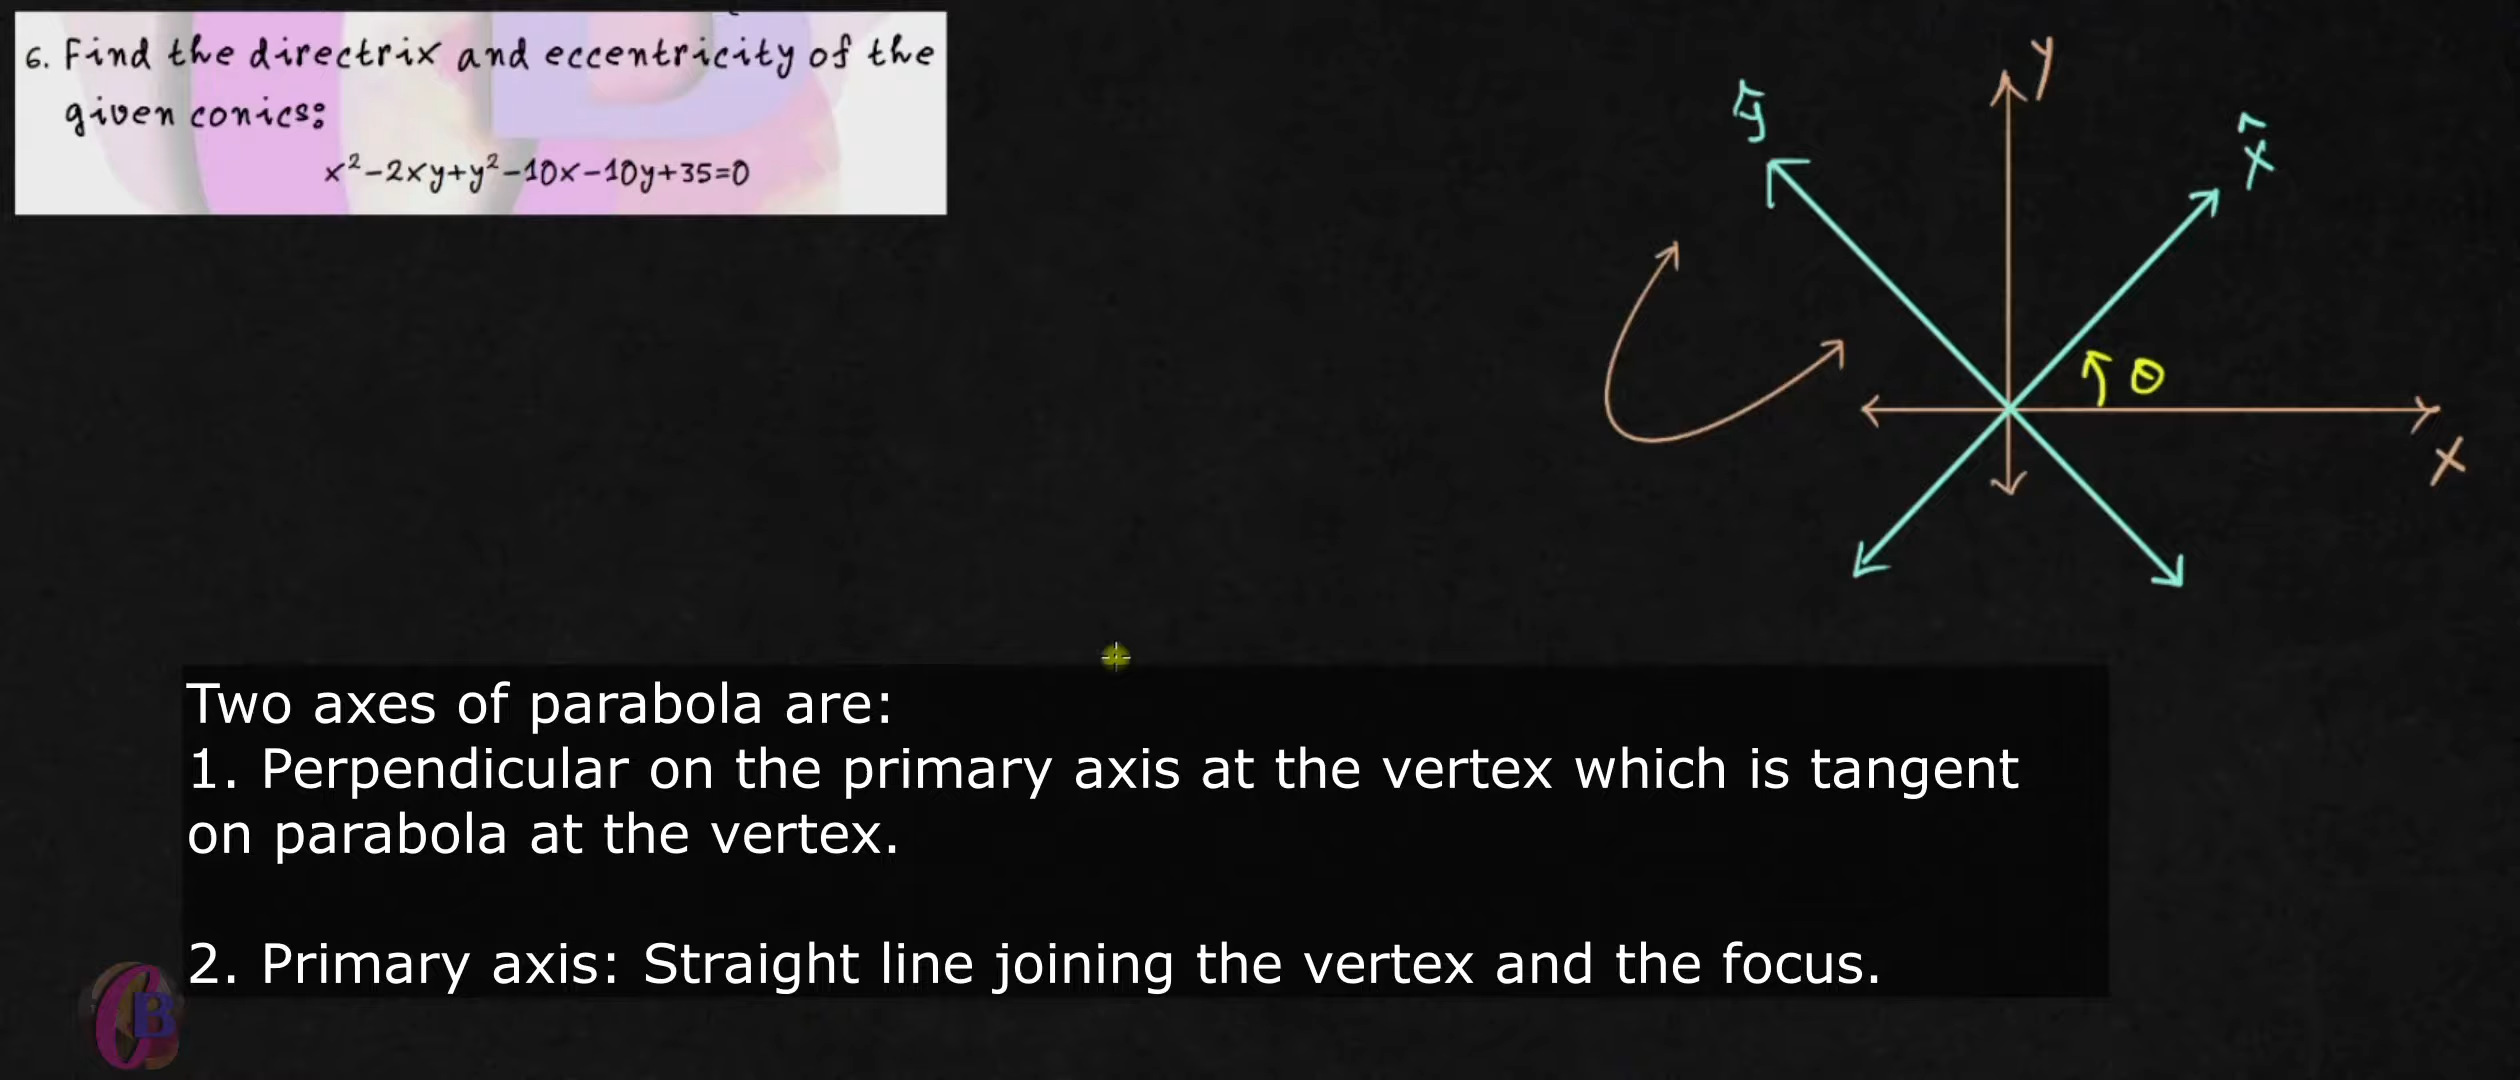 6. Find the directrix and eccentricity of the
given conics:
x²-2xy+y²-10x-10y+35=0
y
ŷ
x̂
θ
x
Two axes of parabola are:
1. Perpendicular on the primary axis at the vertex which is tangent
on parabola at the vertex.
2. Primary axis: Straight line joining the vertex and the focus.
B